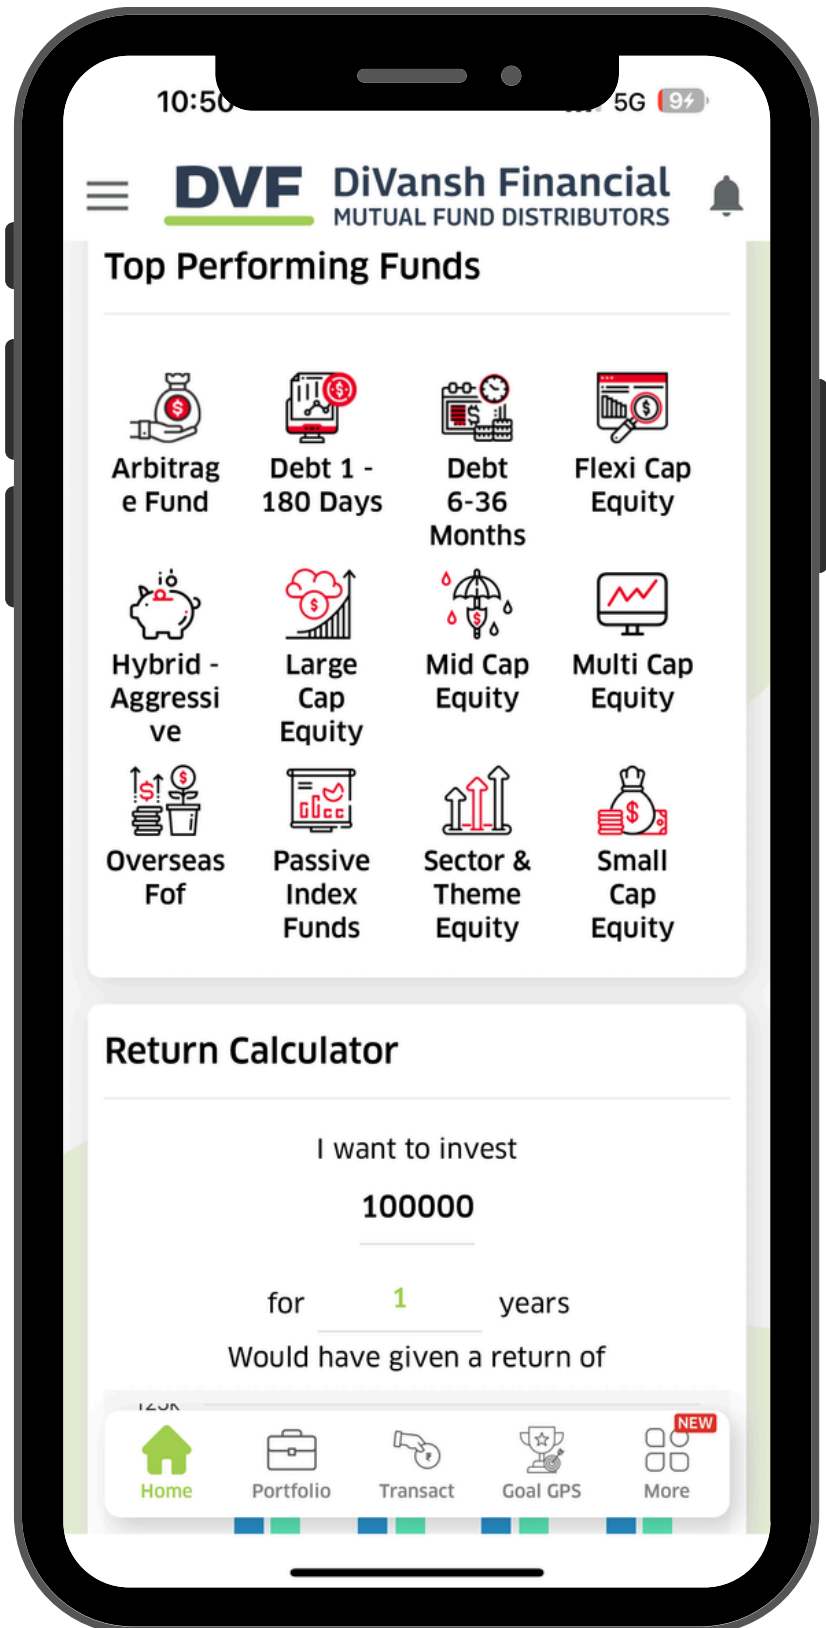 10:50
5G 9
DVF DiVansh Financial
MUTUAL FUND DISTRIBUTORS
Top Performing Funds
Arbitrag
e Fund
Debt 1 -
180 Days
Debt
6-36
Months
Flexi Cap
Equity
Hybrid -
Aggressi
ve
Large
Cap
Equity
Mid Cap
Equity
Multi Cap
Equity
Overseas
Fof
Passive
Index
Funds
Sector &
Theme
Equity
Small
Cap
Equity
Return Calculator
I want to invest
100000
for 1 years
Would have given a return of
125K
NEW
Home Portfolio Transact Goal GPS More